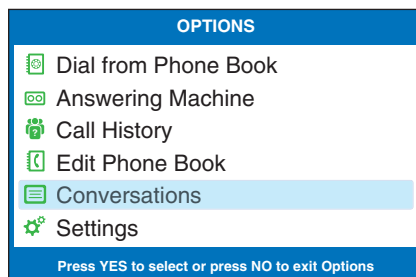 OPTIONS
Dial from Phone Book
Answering Machine
Call History
Edit Phone Book
Conversations
Settings
Press YES to select or press NO to exit Options